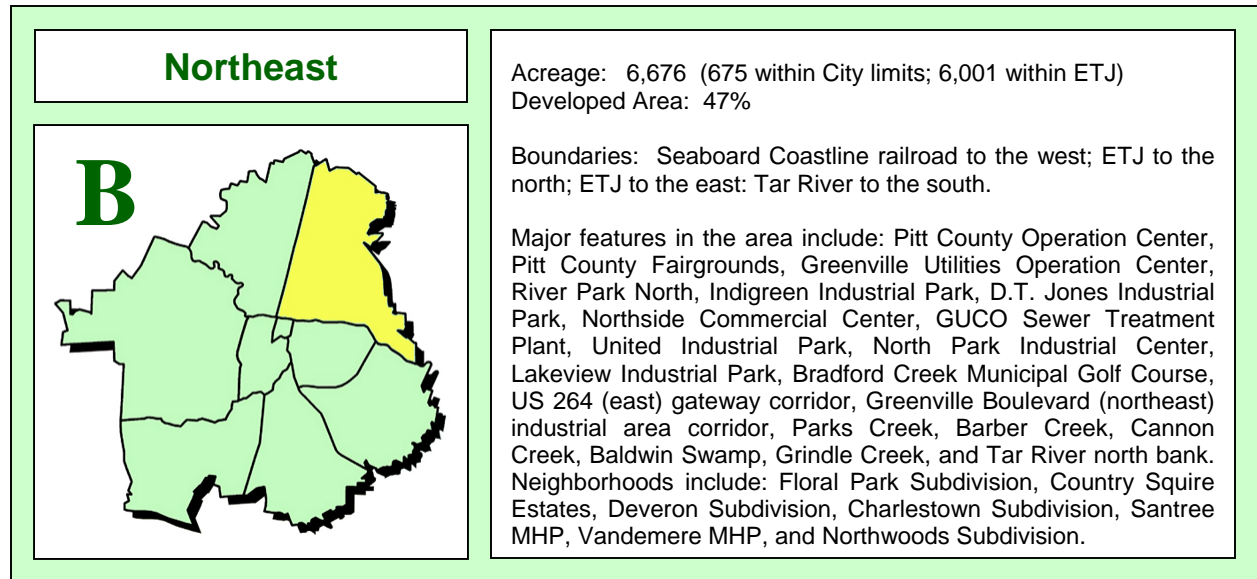 Northeast
B
Acreage: 6,676 (675 within City limits; 6,001 within ETJ)
Developed Area: 47%
Boundaries: Seaboard Coastline railroad to the west; ETJ to the
north; ETJ to the east: Tar River to the south.
Major features in the area include: Pitt County Operation Center,
Pitt County Fairgrounds, Greenville Utilities Operation Center,
River Park North, Indigreen Industrial Park, D.T. Jones Industrial
Park, Northside Commercial Center, GUCO Sewer Treatment
Plant, United Industrial Park, North Park Industrial Center,
Lakeview Industrial Park, Bradford Creek Municipal Golf Course,
US 264 (east) gateway corridor, Greenville Boulevard (northeast)
industrial area corridor, Parks Creek, Barber Creek, Cannon
Creek, Baldwin Swamp, Grindle Creek, and Tar River north bank.
Neighborhoods include: Floral Park Subdivision, Country Squire
Estates, Deveron Subdivision, Charlestown Subdivision, Santree
MHP, Vandemere MHP, and Northwoods Subdivision.